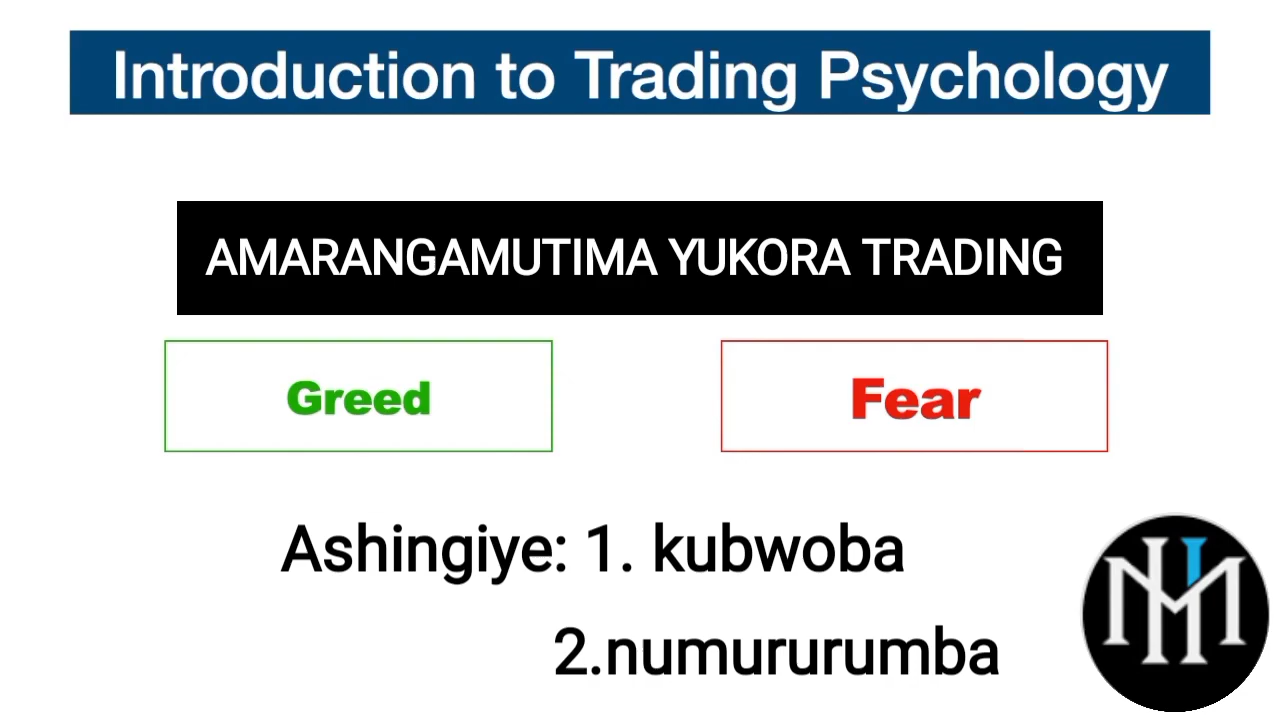 Introduction to Trading Psychology
AMARANGAMUTIMA YUKORA TRADING
Greed
Fear
Ashingiye: 1. kubwoba
2.numururumba